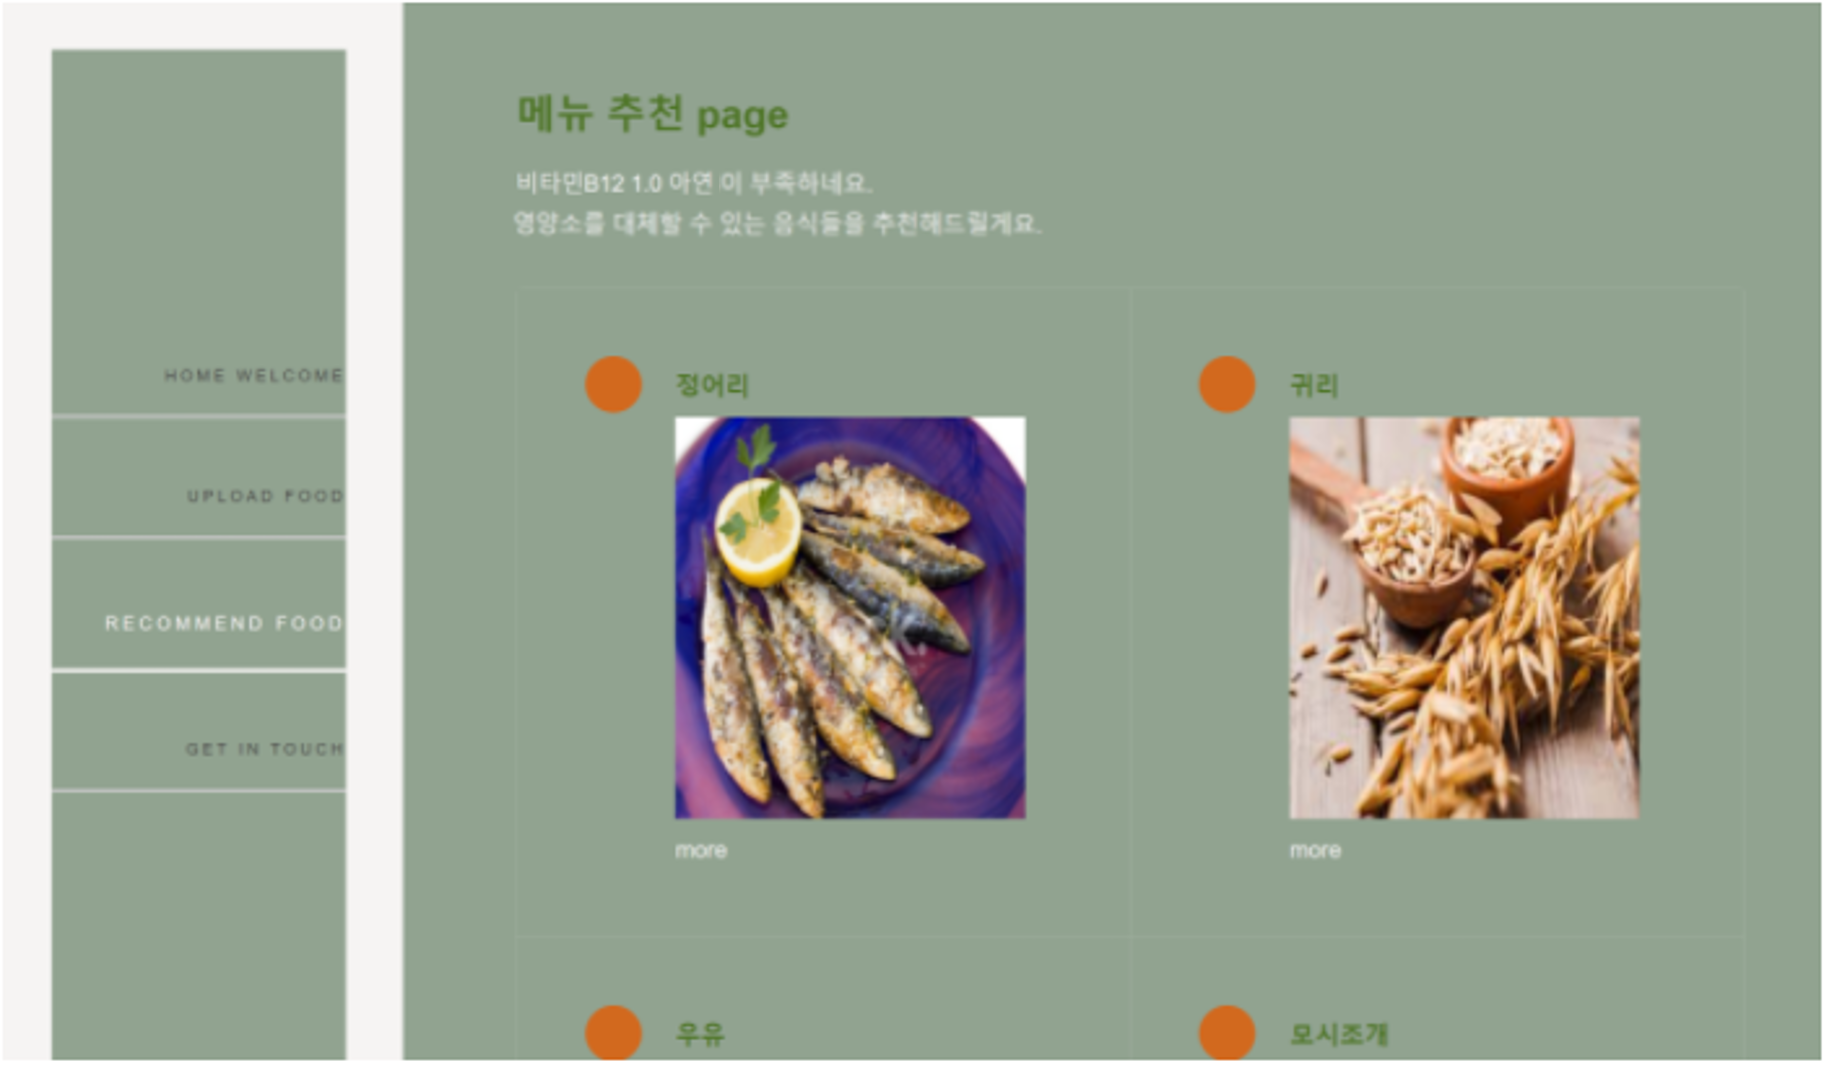 HOME WELCOME
UPLOAD FOOD
RECOMMEND FOOD
GET IN TOUCH
메뉴 추천 page
비타민B12 1.0 아연 이 부족하네요.
영양소를 대체할 수 있는 음식들을 추천해드릴게요.
정어리
귀리
more
more
우유
모시조개